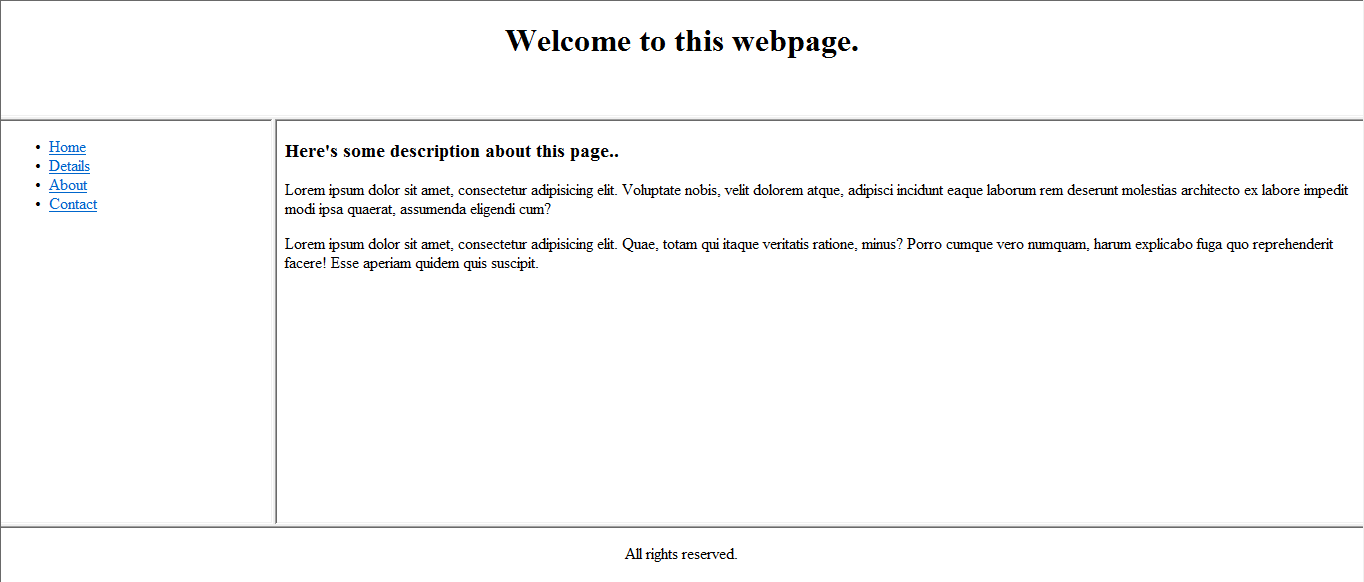 Welcome to this webpage.
Home
Details
About
Contact
Here's some description about this page..
Lorem ipsum dolor sit amet, consectetur adipisicing elit. Voluptate nobis, velit dolorem atque, adipisci incidunt eaque laborum rem deserunt molestias architecto ex labore impedit
modi ipsa quaerat, assumenda eligendi cum?
Lorem ipsum dolor sit amet, consectetur adipisicing elit. Quae, totam qui itaque veritatis ratione, minus? Porro cumque vero numquam, harum explicabo fuga quo reprehenderit
facere! Esse aperiam quidem quis suscipit.
All rights reserved.